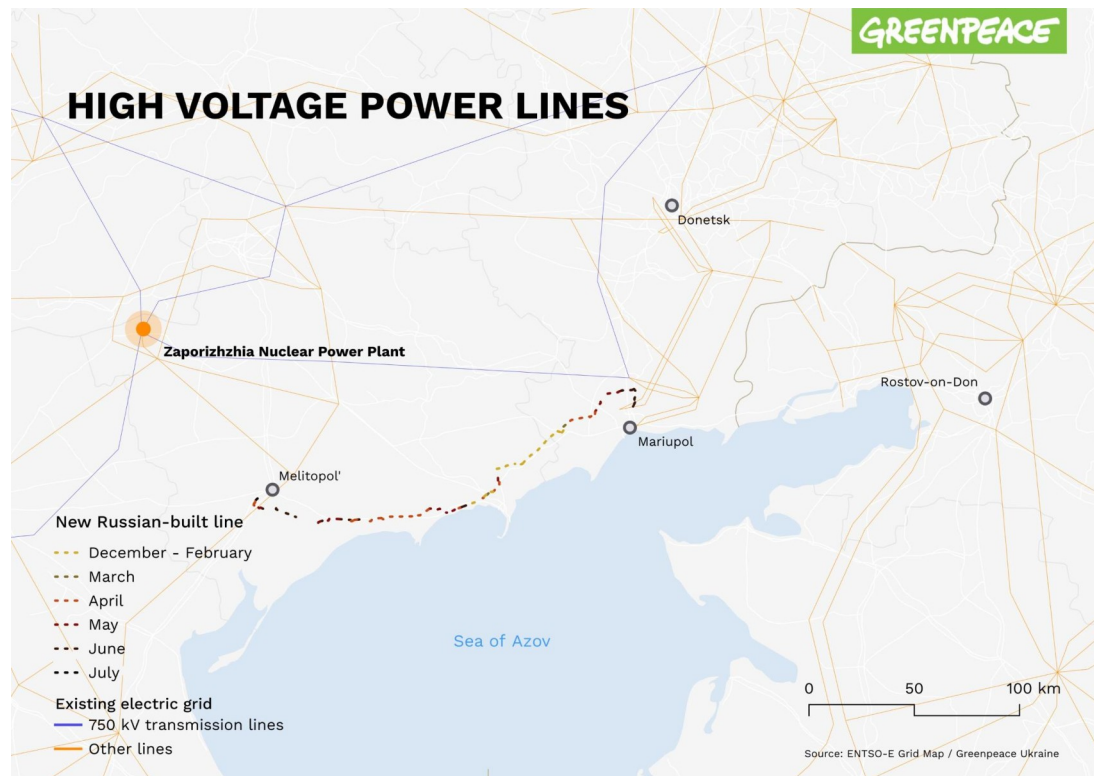 GREENPEACE
HIGH VOLTAGE POWER LINES
Donetsk
Zaporizhzhia Nuclear Power Plant
Rostov-on-Don
Mariupol
Melitopol'
New Russian-built line
December - February
March
April
May
June
July
Sea of Azov
Existing electric grid
750 kV transmission lines
Other lines
0 50 100 km
Source: ENTSO-E Grid Map / Greenpeace Ukraine